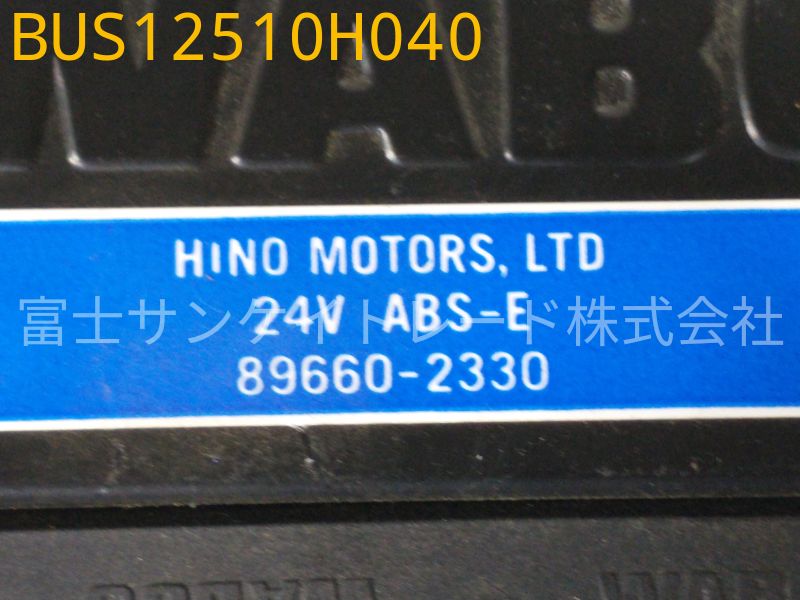 BUS12510H040
HINO MOTORS, LTD
24V ABS-E
富士サンケイトレード株式会社
89660-2330